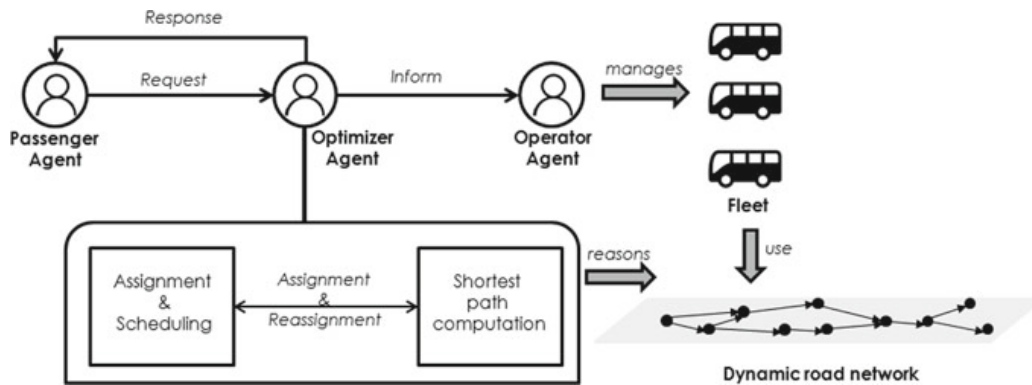 Response
Request
Inform
manages
Passenger
Agent
Optimizer
Agent
Operator
Agent
Fleet
use
reasons
Assignment
&
Scheduling
Assignment
&
Reassignment
Shortest
path
computation
Dynamic road network